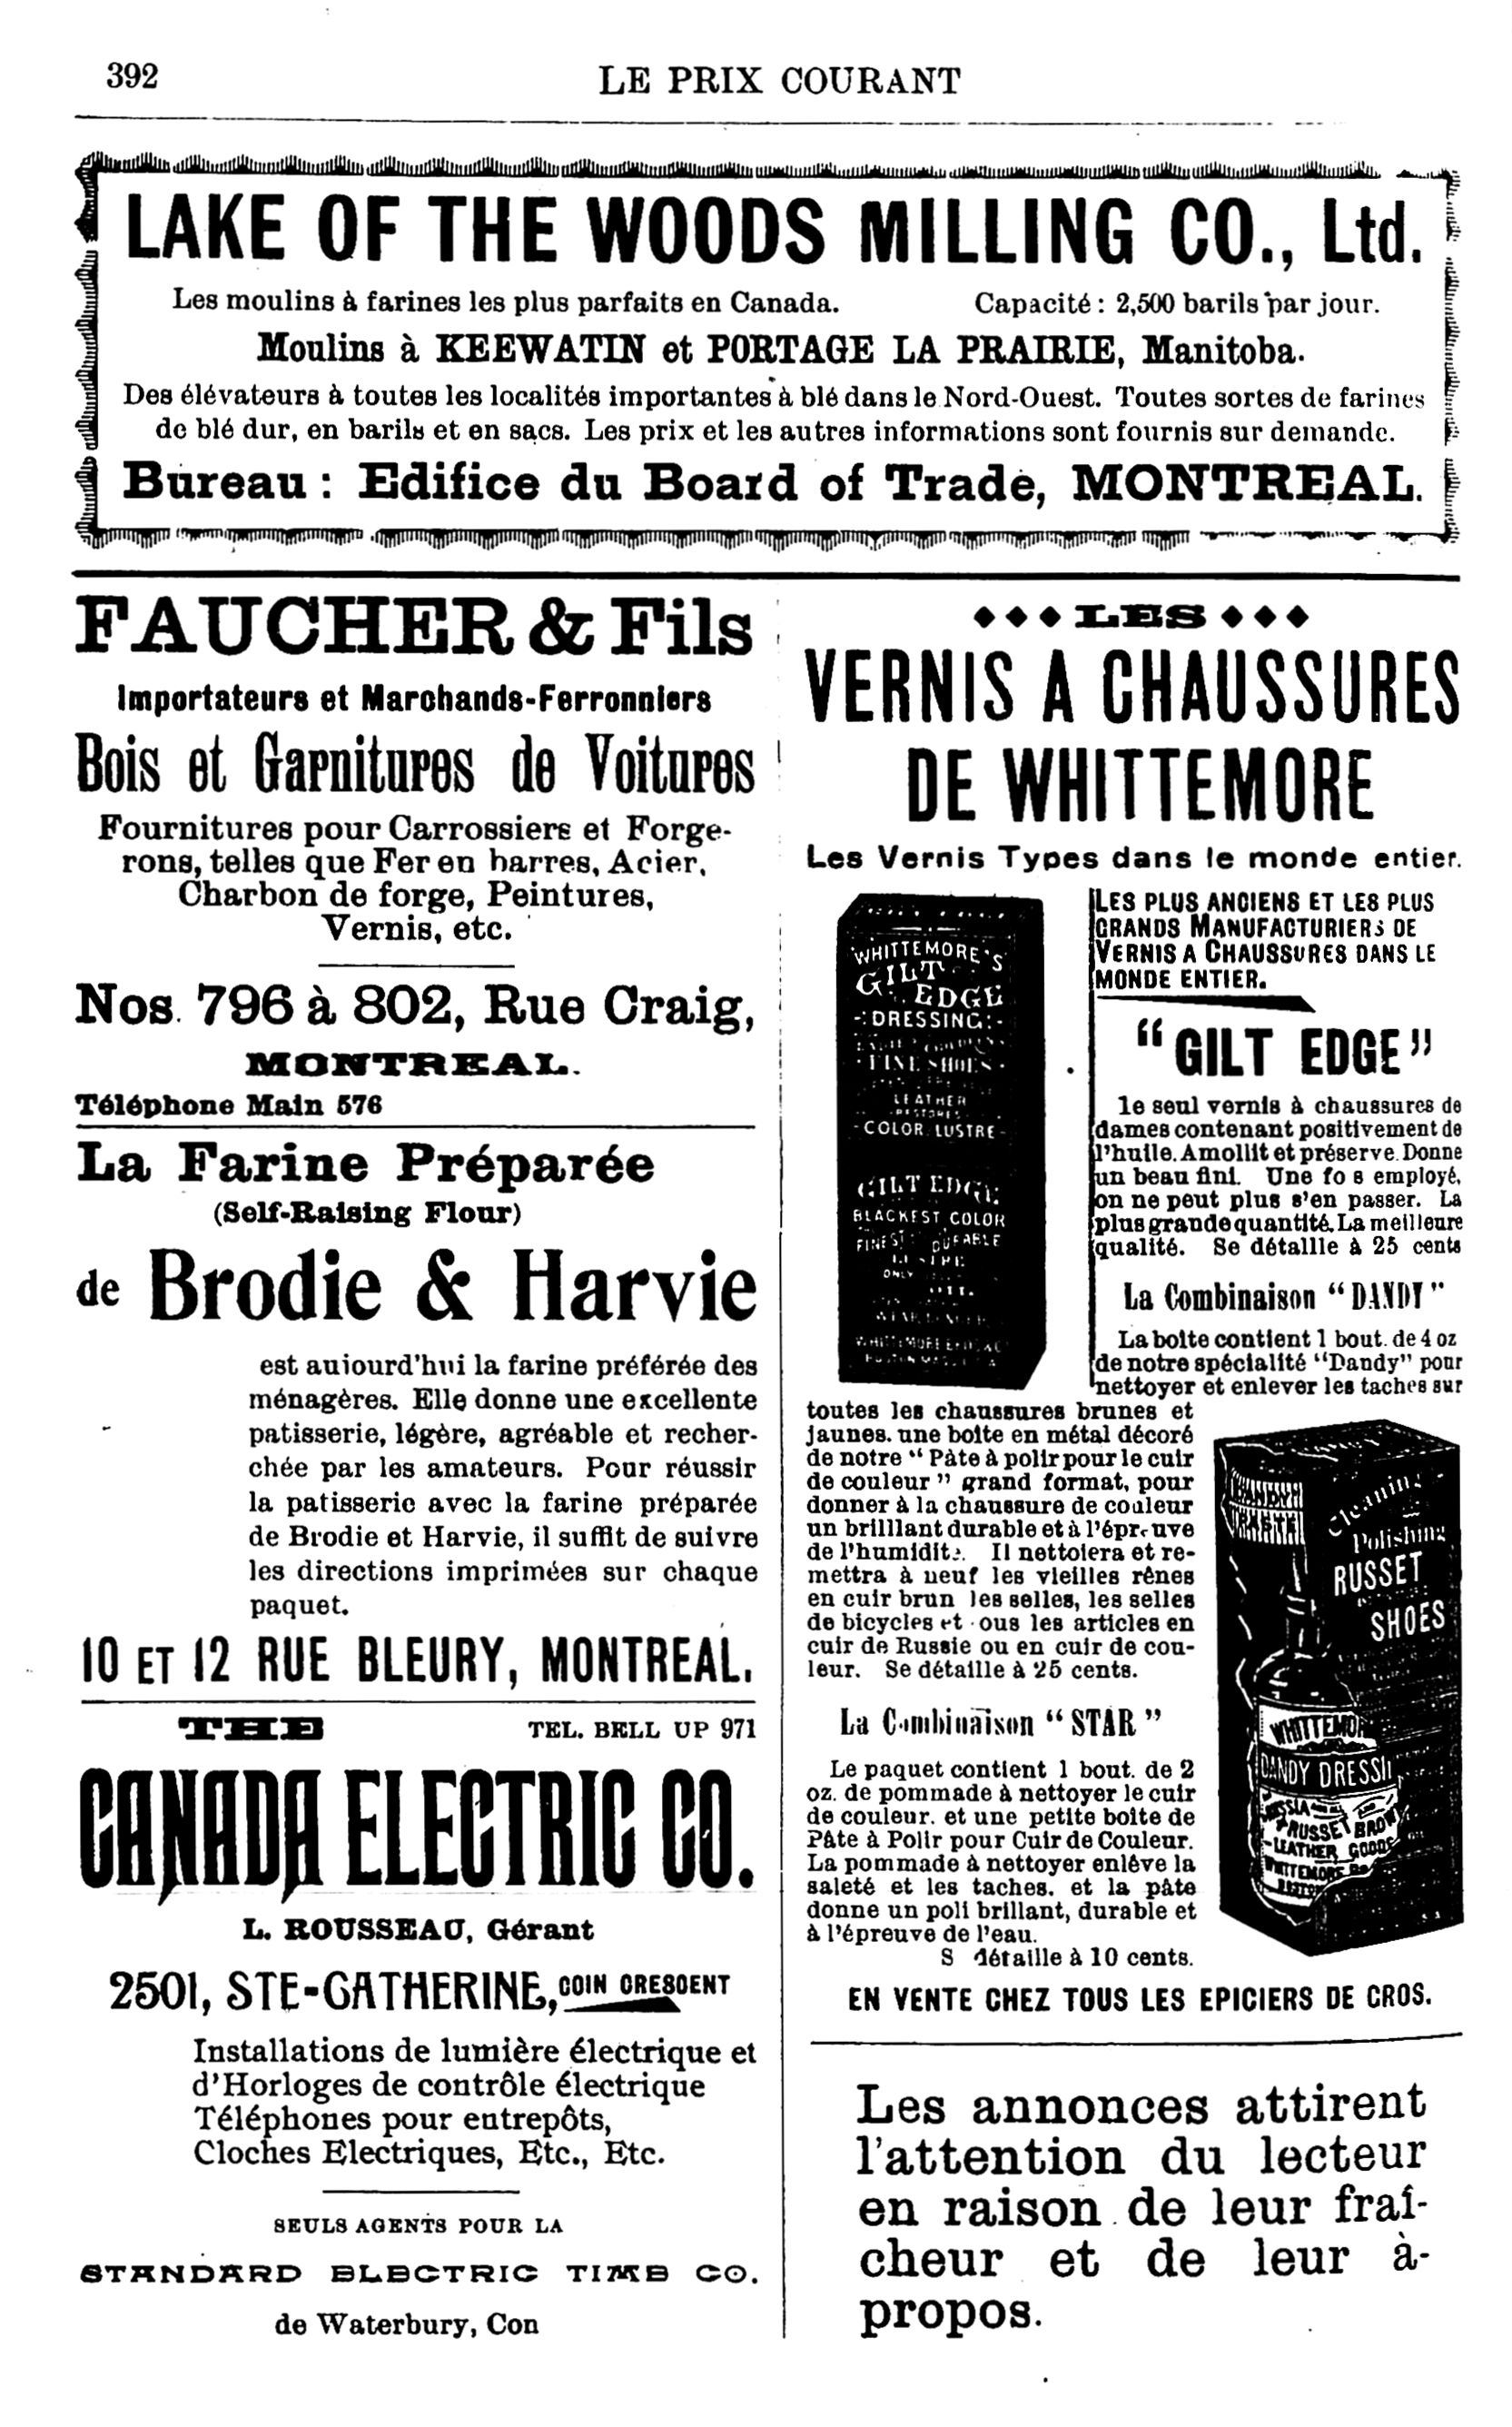 392
LE PRIX COURANT
LAKE OF THE WOODS MILLING CO., Ltd.
Les moulins à farines les plus parfaits en Canada. Capacité : 2,500 barils par jour.
Moulins à KEEWATIN et PORTAGE LA PRAIRIE, Manitoba.
Des élévateurs à toutes les localités importantes à blé dans le Nord-Ouest. Toutes sortes de farines
de blé dur, en barils et en sacs. Les prix et les autres informations sont fournis sur demande.
Bureau : Edifice du Board of Trade, MONTREAL.
FAUCHER & Fils
Importateurs et Marchands-Ferronniers
Bois et Garnitures de Voitures
Fournitures pour Carrossiers et Forge-
rons, telles que Fer en barres, Acier,
Charbon de forge, Peintures,
Vernis, etc.
Nos. 796 à 802, Rue Craig,
MONTREAL.
Téléphone Main 576
La Farine Préparée
(Self-Raising Flour)
de Brodie & Harvie
est aujourd'hui la farine préférée des
ménagères. Elle donne une excellente
patisserie, légère, agréable et recher-
chée par les amateurs. Pour réussir
la patisserie avec la farine préparée
de Brodie et Harvie, il suffit de suivre
les directions imprimées sur chaque
paquet.
10 ET 12 RUE BLEURY, MONTREAL.
THE TEL. BELL UP 971
CANADA ELECTRIC CO.
L. ROUSSEAU, Gérant
2501, STE-CATHERINE, COIN CRESCENT
Installations de lumière électrique et
d'Horloges de contrôle électrique
Téléphones pour entrepôts,
Cloches Electriques, Etc., Etc.
SEULS AGENTS POUR LA
STANDARD ELECTRIC TIME CO.
de Waterbury, Con
LES
VERNIS A CHAUSSURES
DE WHITTEMORE
Les Vernis Types dans le monde entier.
WHITTEMORE'S
GILT
EDGE
DRESSING
FINE SHOES
LEATHER
RESTORES
COLOR LUSTRE
GILT EDGE
BLACKEST COLOR
FINEST DURABLE
ONLY
LES PLUS ANCIENS ET LES PLUS
GRANDS MANUFACTURIERS DE
VERNIS A CHAUSSURES DANS LE
MONDE ENTIER.
"GILT EDGE"
le seul vernis à chaussures de
dames contenant positivement de
l'huile. Amollit et préserve. Donne
un beau fini. Une fo s employé,
on ne peut plus s'en passer. La
plus grande quantité. La meilleure
qualité. Se détaille à 25 cents
La Combinaison "DANDY"
La boite contient 1 bout. de 4 oz
de notre spécialité "Dandy" pour
nettoyer et enlever les taches sur
toutes les chaussures brunes et
jaunes. une boite en métal décoré
de notre " Pâte à polir pour le cuir
de couleur " grand format, pour
donner à la chaussure de couleur
un brilllant durable et à l'épreuve
de l'humidité. Il nettoiera et re-
mettra à neuf les vieilles rênes
en cuir brun les selles, les selles
de bicycles et ous les articles en
cuir de Russie ou en cuir de cou-
leur. Se détaille à 25 cents.
DANDY
PASTE
Cleaning
Polishing
RUSSET
SHOES
WHITTEMO
DANDY DRESSI
RUSSET BROW
LEATHER GOODS
La Combinaison "STAR"
Le paquet contient 1 bout. de 2
oz. de pommade à nettoyer le cuir
de couleur. et une petite boite de
Pâte à Polir pour Cuir de Couleur.
La pommade à nettoyer enlève la
saleté et les taches. et la pâte
donne un poli brillant, durable et
à l'épreuve de l'eau.
S détaille à 10 cents.
EN VENTE CHEZ TOUS LES EPICIERS DE GROS.
Les annonces attirent
l'attention du lecteur
en raison de leur fraî-
cheur et de leur à-
propos.